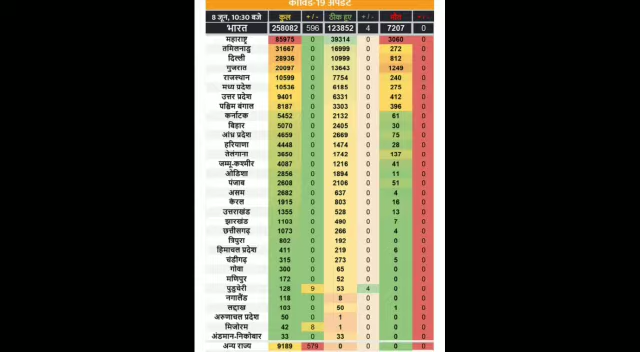 कोविड-19 अपडेट
8 जून, 10:30 बजे कुल +/- ठीक हुए +/- मौत +/-
भारत 258082 596 123852 4 7207 0
महाराष्ट्र 85975 0 39314 0 3060 0
तमिलनाडु 31667 0 16999 0 272 0
दिल्ली 28936 0 10999 0 812 0
गुजरात 20097 0 13643 0 1249 0
राजस्थान 10599 0 7754 0 240 0
मध्य प्रदेश 10536 0 6185 0 275 0
उत्तर प्रदेश 9401 0 6331 0 412 0
पश्चिम बंगाल 8187 0 3303 0 396 0
कर्नाटक 5452 0 2132 0 61 0
बिहार 5070 0 2405 0 30 0
आंध्र प्रदेश 4659 0 2669 0 75 0
हरियाणा 4448 0 1474 0 28 0
तेलंगाना 3650 0 1742 0 137 0
जम्मू-कश्मीर 4087 0 1216 0 41 0
ओडिशा 2856 0 1894 0 11 0
पंजाब 2608 0 2106 0 51 0
असम 2682 0 637 0 4 0
केरल 1915 0 803 0 16 0
उत्तराखंड 1355 0 528 0 13 0
झारखंड 1103 0 490 0 7 0
छत्तीसगढ़ 1073 0 266 0 4 0
त्रिपुरा 802 0 192 0 0 0
हिमाचल प्रदेश 411 0 219 0 6 0
चंडीगढ़ 315 0 273 0 5 0
गोवा 300 0 65 0 0 0
मणिपुर 172 0 52 0 0 0
पुडुचेरी 128 9 53 4 0 0
नगालैंड 118 0 8 0 0 0
लद्दाख 103 0 50 0 1 0
अरुणाचल प्रदेश 50 0 1 0 0 0
मिजोरम 42 8 1 0 0 0
अंडमान-निकोबार 33 0 33 0 0 0
अन्य राज्य 9189 579 0 0 0 0